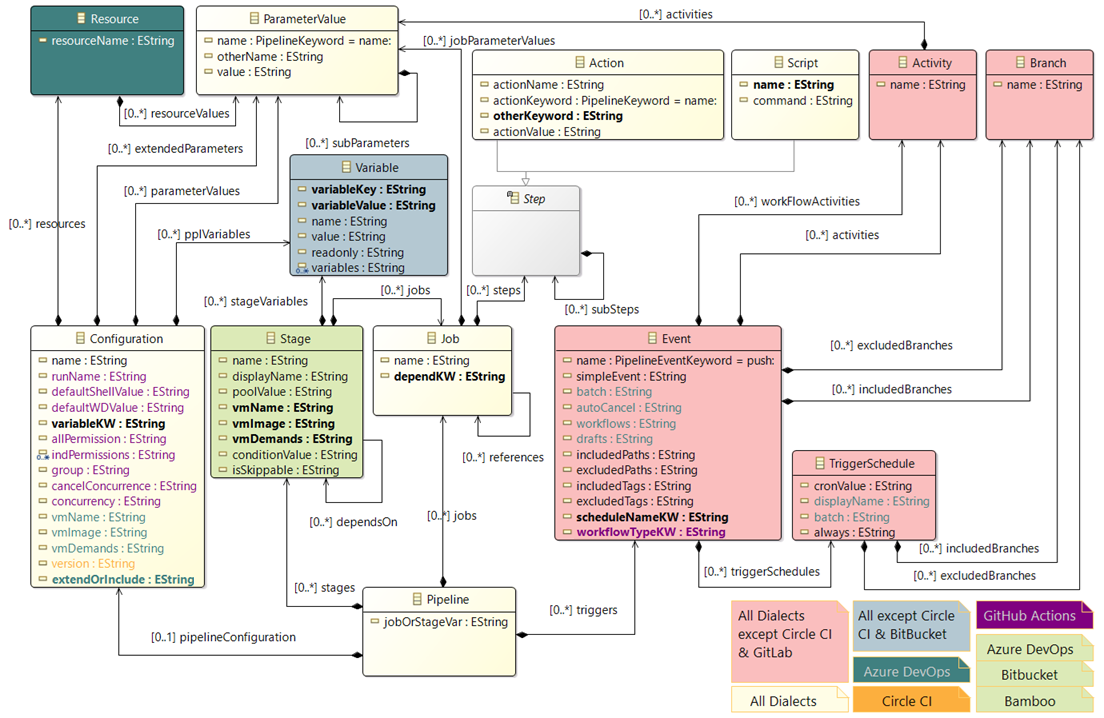 Resource
resourceName : EString
ParameterValue
name : PipelineKeyword = name:
otherName : EString
value : EString
[0..*] activities
[0..*] jobParameterValues
Action
actionName : EString
actionKeyword : PipelineKeyword = name:
otherKeyword : EString
actionValue : EString
Script
name : EString
command : EString
Activity
name : EString
Branch
name : EString
[0..*] resourceValues
[0..*] extendedParameters
[0..*] subParameters
[0..*] parameterValues
[0..*] resources
[0..*] pplVariables
Variable
variableKey : EString
variableValue : EString
name : EString
value : EString
readonly : EString
variables : EString
Step
[0..*] workFlowActivities
[0..*] activities
[0..*] stageVariables
[0..*] jobs
[0..*] steps
[0..*] subSteps
Configuration
name : EString
runName : EString
defaultShellValue : EString
defaultWDValue : EString
variableKW : EString
allPermission : EString
indPermissions : EString
group : EString
cancelConcurrence : EString
concurrency : EString
vmName : EString
vmImage : EString
vmDemands : EString
version : EString
extendOrInclude : EString
Stage
name : EString
displayName : EString
poolValue : EString
vmName : EString
vmImage : EString
vmDemands : EString
conditionValue : EString
isSkippable : EString
Job
name : EString
dependKW : EString
[0..*] references
Event
name : PipelineEventKeyword = push:
simpleEvent : EString
batch : EString
autoCancel : EString
workflows : EString
drafts : EString
includedPaths : EString
excludedPaths : EString
includedTags : EString
excludedTags : EString
scheduleNameKW : EString
workflowTypeKW : EString
[0..*] excludedBranches
[0..*] includedBranches
TriggerSchedule
cronValue : EString
displayName : EString
batch : EString
always : EString
[0..*] includedBranches
[0..*] excludedBranches
[0..*] dependsOn
[0..*] jobs
[0..*] triggerSchedules
[0..*] stages
[0..*] triggers
[0..1] pipelineConfiguration
Pipeline
jobOrStageVar : EString
All Dialects
except Circle CI
& GitLab
All except Circle
CI & BitBucket
GitHub Actions
Azure DevOps
Azure DevOps
Bitbucket
All Dialects
Circle CI
Bamboo